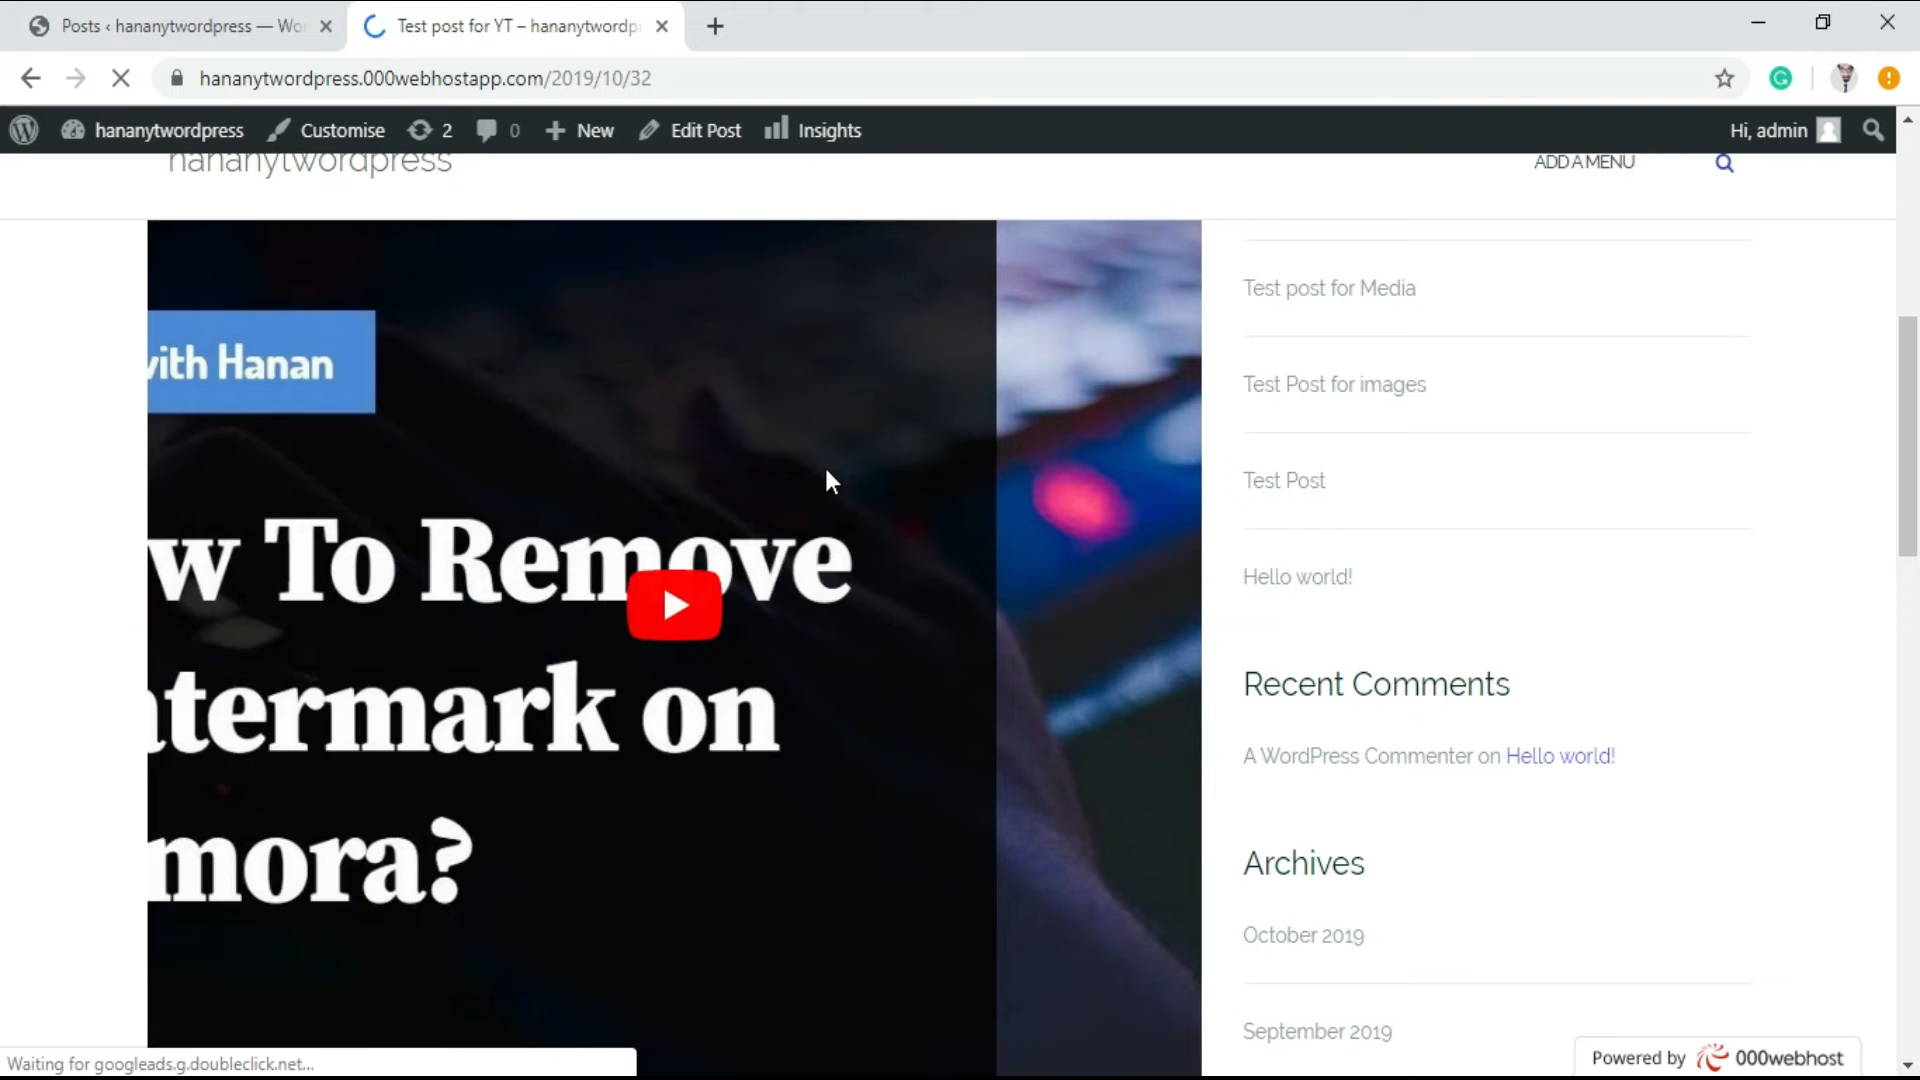 Posts ‹ hananytwordpress — Wo
Test post for YT – hananytwordp
hananytwordpress.000webhostapp.com/2019/10/32
hananytwordpress
Customise
2
0
New
Edit Post
Insights
Hi, admin
hananytwordpress
ADD A MENU
with Hanan
w To Remove
termark on
mora?
Test post for Media
Test Post for images
Test Post
Hello world!
Recent Comments
A WordPress Commenter on Hello world!
Archives
October 2019
September 2019
Waiting for googleads.g.doubleclick.net...
Powered by 000webhost